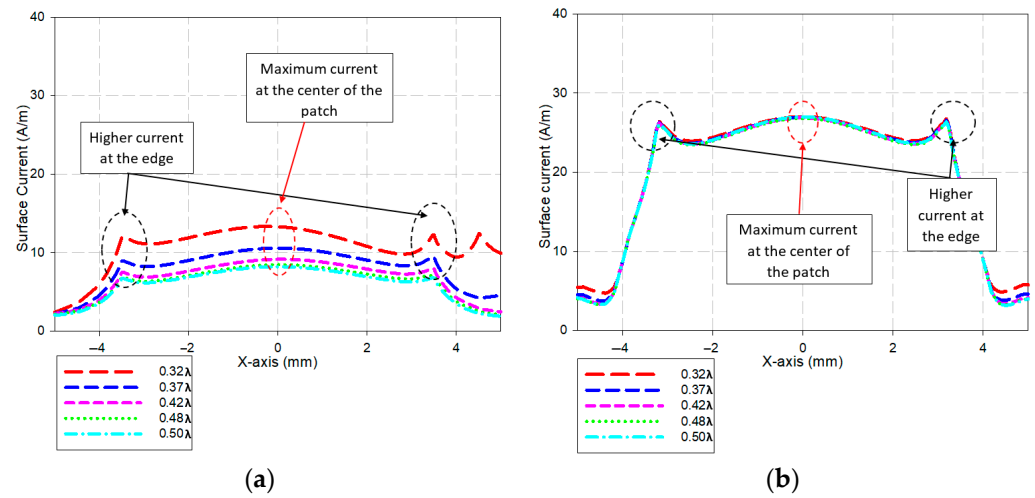 40
30
20
10
0
Surface Current (A/m)
Maximum current
at the center of the
patch
Higher current
at the edge
−4
−2
0
2
4
X-axis (mm)
0.32λ
0.37λ
0.42λ
0.48λ
0.50λ
(a)
40
30
20
10
0
Surface current (A/m)
Maximum current
at the center of
the patch
Higher
current at
the edge
−4
−2
0
2
4
X-axis (mm)
0.32λ
0.37λ
0.42λ
0.48λ
0.50λ
(b)